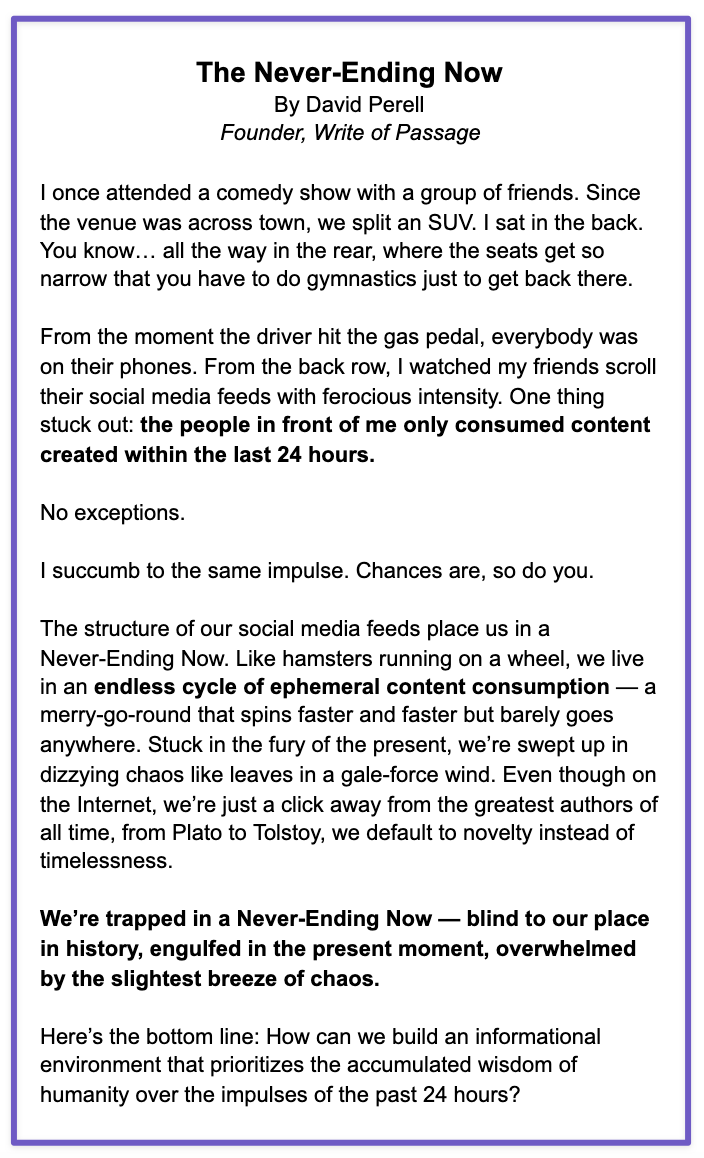 The Never-Ending Now
By David Perell
Founder, Write of Passage
I once attended a comedy show with a group of friends. Since
the venue was across town, we split an SUV. I sat in the back.
You know… all the way in the rear, where the seats get so
narrow that you have to do gymnastics just to get back there.
From the moment the driver hit the gas pedal, everybody was
on their phones. From the back row, I watched my friends scroll
their social media feeds with ferocious intensity. One thing
stuck out: the people in front of me only consumed content
created within the last 24 hours.
No exceptions.
I succumb to the same impulse. Chances are, so do you.
The structure of our social media feeds place us in a
Never-Ending Now. Like hamsters running on a wheel, we live
in an endless cycle of ephemeral content consumption — a
merry-go-round that spins faster and faster but barely goes
anywhere. Stuck in the fury of the present, we’re swept up in
dizzying chaos like leaves in a gale-force wind. Even though on
the Internet, we’re just a click away from the greatest authors of
all time, from Plato to Tolstoy, we default to novelty instead of
timelessness.
We’re trapped in a Never-Ending Now — blind to our place
in history, engulfed in the present moment, overwhelmed
by the slightest breeze of chaos.
Here’s the bottom line: How can we build an informational
environment that prioritizes the accumulated wisdom of
humanity over the impulses of the past 24 hours?